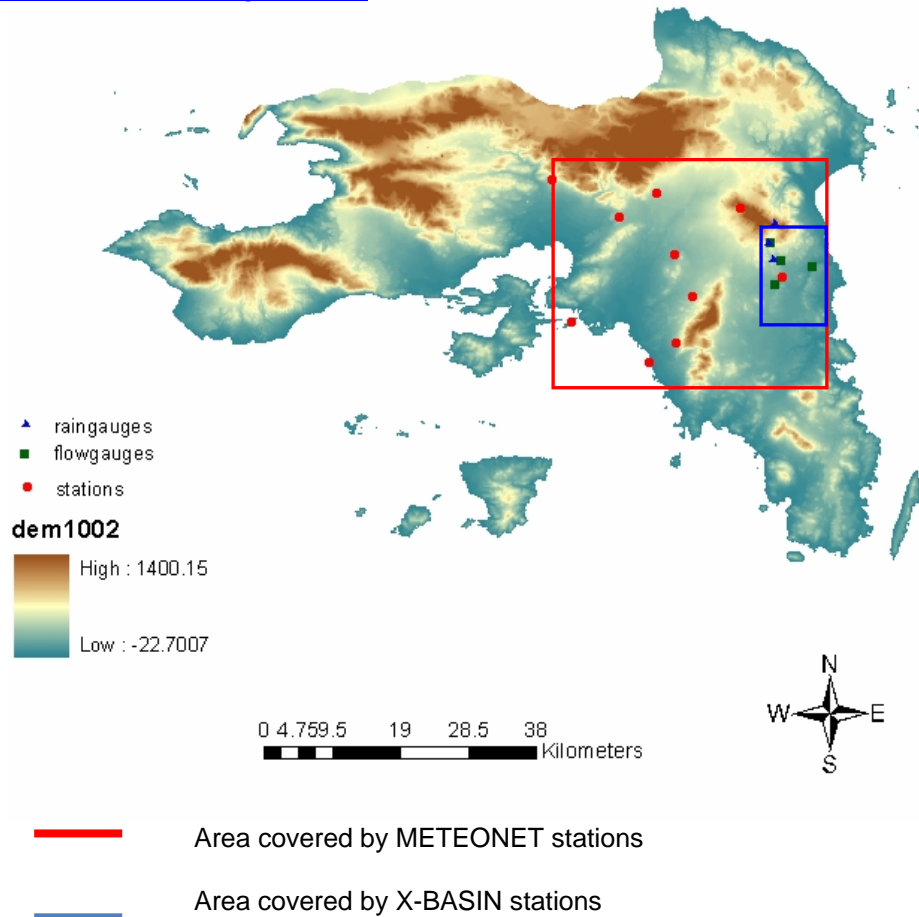 raingauges
flowgauges
stations
dem1002
High : 1400.15
Low : -22.7007
N
W E
S
0 4.759.5 19 28.5 38
Kilometers
Area covered by METEONET stations
Area covered by X-BASIN stations